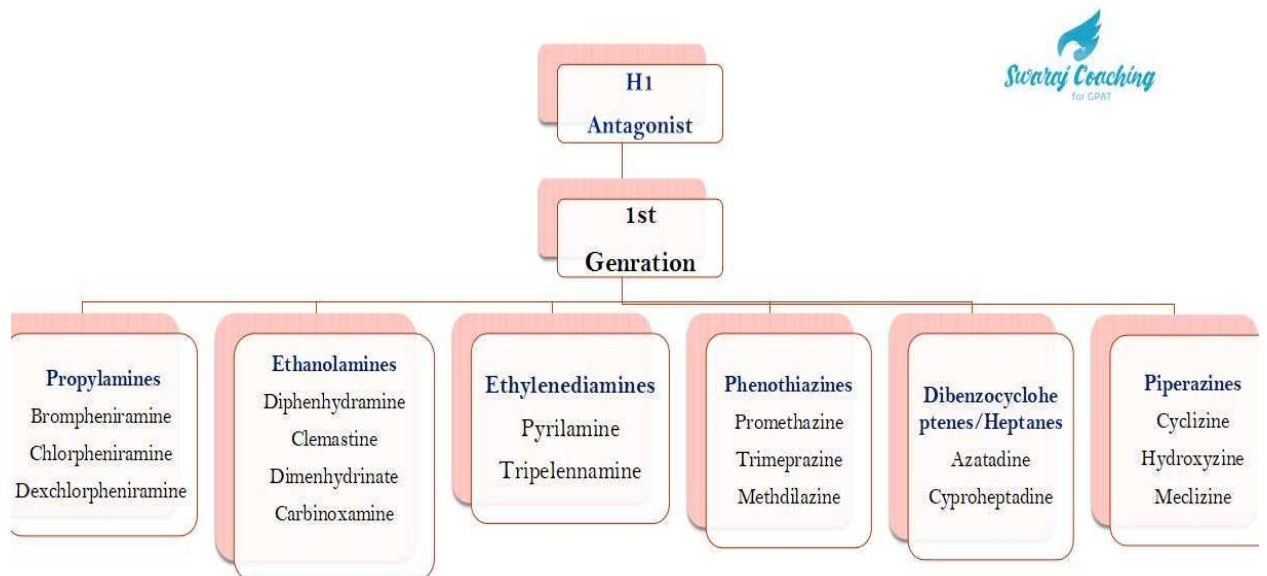 Swaraj Coaching
for GPAT
H1
Antagonist
1st
Genration
Propylamines
Brompheniramine
Chlorpheniramine
Dexchlorpheniramine
Ethanolamines
Diphenhydramine
Clemastine
Dimenhydrinate
Carbinoxamine
Ethylenediamines
Pyrilamine
Tripelennamine
Phenothiazines
Promethazine
Trimeprazine
Methdilazine
Dibenzocyclohe
ptenes/Heptanes
Azatadine
Cyproheptadine
Piperazines
Cyclizine
Hydroxyzine
Meclizine